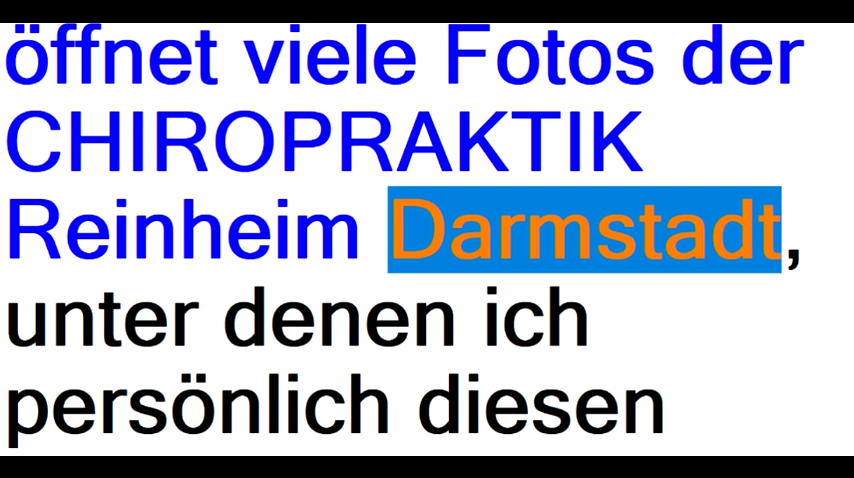 öffnet viele Fotos der
CHIROPRAKTIK
Reinheim Darmstadt,
unter denen ich
persönlich diesen